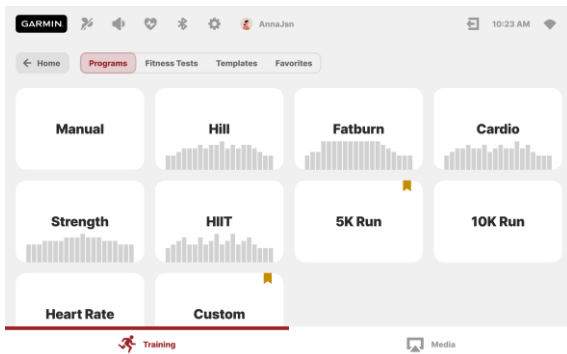 GARMIN. AnnaJsn 10:23 AM
Home Programs Fitness Tests Templates Favorites
Manual Hill Fatburn Cardio
Strength HIIT 5K Run 10K Run
Heart Rate Custom
Training Media